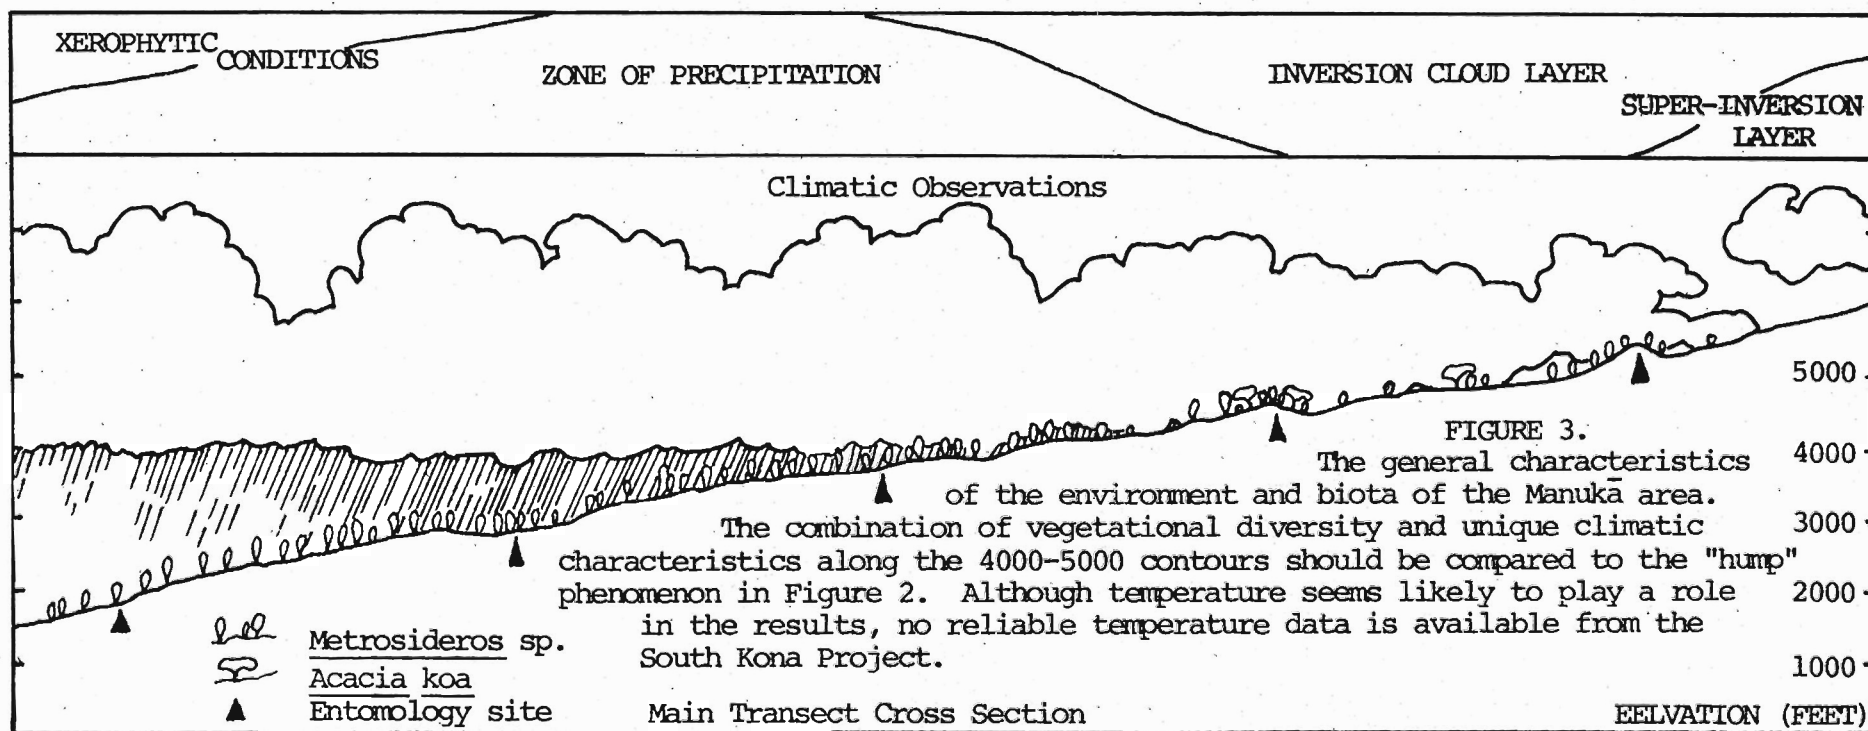 XEROPHYTIC
CONDITIONS
ZONE OF PRECIPITATION
INVERSION CLOUD LAYER
SUPER-INVERSION
LAYER
Climatic Observations
5000
4000
3000
2000
1000
FIGURE 3.
The general characteristics
of the environment and biota of the Manukā area.
The combination of vegetational diversity and unique climatic
characteristics along the 4000-5000 contours should be compared to the "hump"
phenomenon in Figure 2. Although temperature seems likely to play a role
in the results, no reliable temperature data is available from the
South Kona Project.
Metrosideros sp.
Acacia koa
Entomology site
Main Transect Cross Section
EELVATION (FEET)